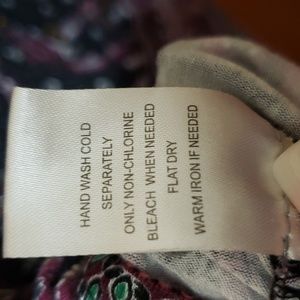 HAND WASH COLD
SEPARATELY
ONLY NON-CHLORINE
BLEACH WHEN NEEDED
FLAT DRY
WARM IRON IF NEEDED